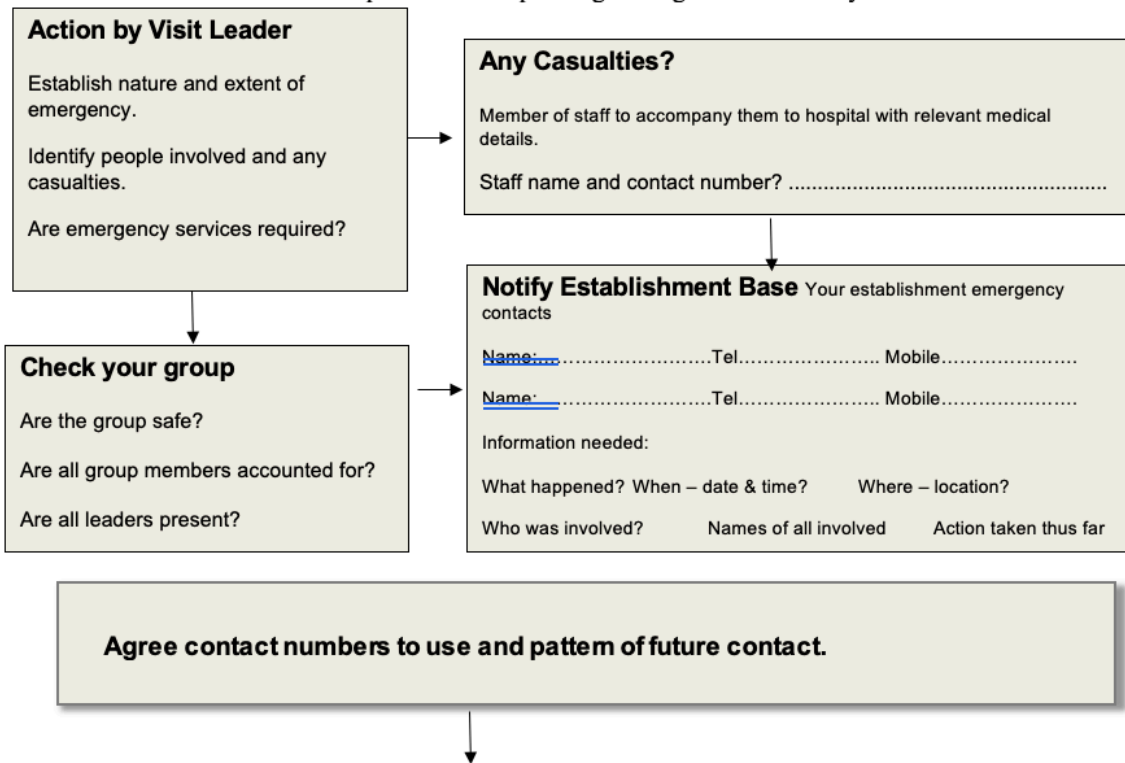 Action by Visit Leader
Establish nature and extent of
emergency.
Identify people involved and any
casualties.
Are emergency services required?
Any Casualties?
Member of staff to accompany them to hospital with relevant medical
details.
Staff name and contact number? ........................................................
Check your group
Are the group safe?
Are all group members accounted for?
Are all leaders present?
Notify Establishment Base Your establishment emergency
contacts
Name:..............................Tel........................ Mobile.......................
Name: ..............................Tel........................ Mobile.......................
Information needed:
What happened? When – date & time? Where – location?
Who was involved? Names of all involved Action taken thus far
Agree contact numbers to use and pattern of future contact.